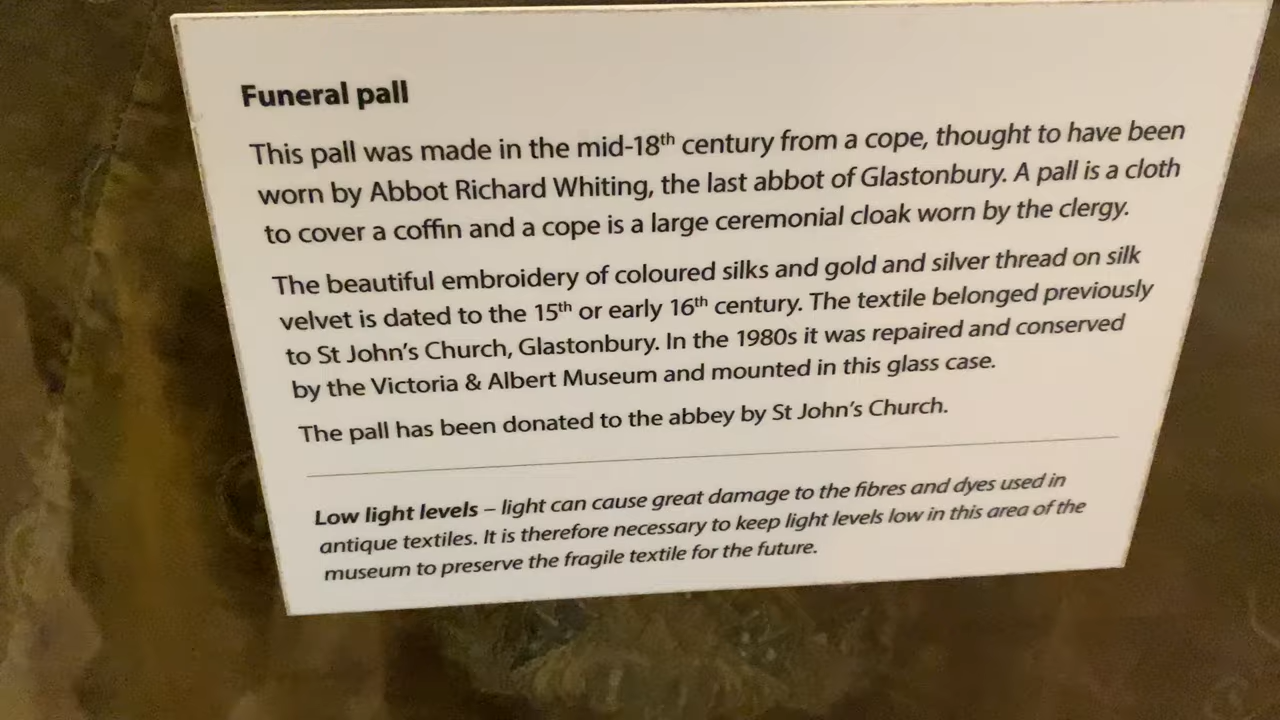 Funeral pall
This pall was made in the mid-18th century from a cope, thought to have been
worn by Abbot Richard Whiting, the last abbot of Glastonbury. A pall is a cloth
to cover a coffin and a cope is a large ceremonial cloak worn by the clergy.
The beautiful embroidery of coloured silks and gold and silver thread on silk
velvet is dated to the 15th or early 16th century. The textile belonged previously
to St John's Church, Glastonbury. In the 1980s it was repaired and conserved
by the Victoria & Albert Museum and mounted in this glass case.
The pall has been donated to the abbey by St John's Church.
Low light levels – light can cause great damage to the fibres and dyes used in
antique textiles. It is therefore necessary to keep light levels low in this area of the
museum to preserve the fragile textile for the future.